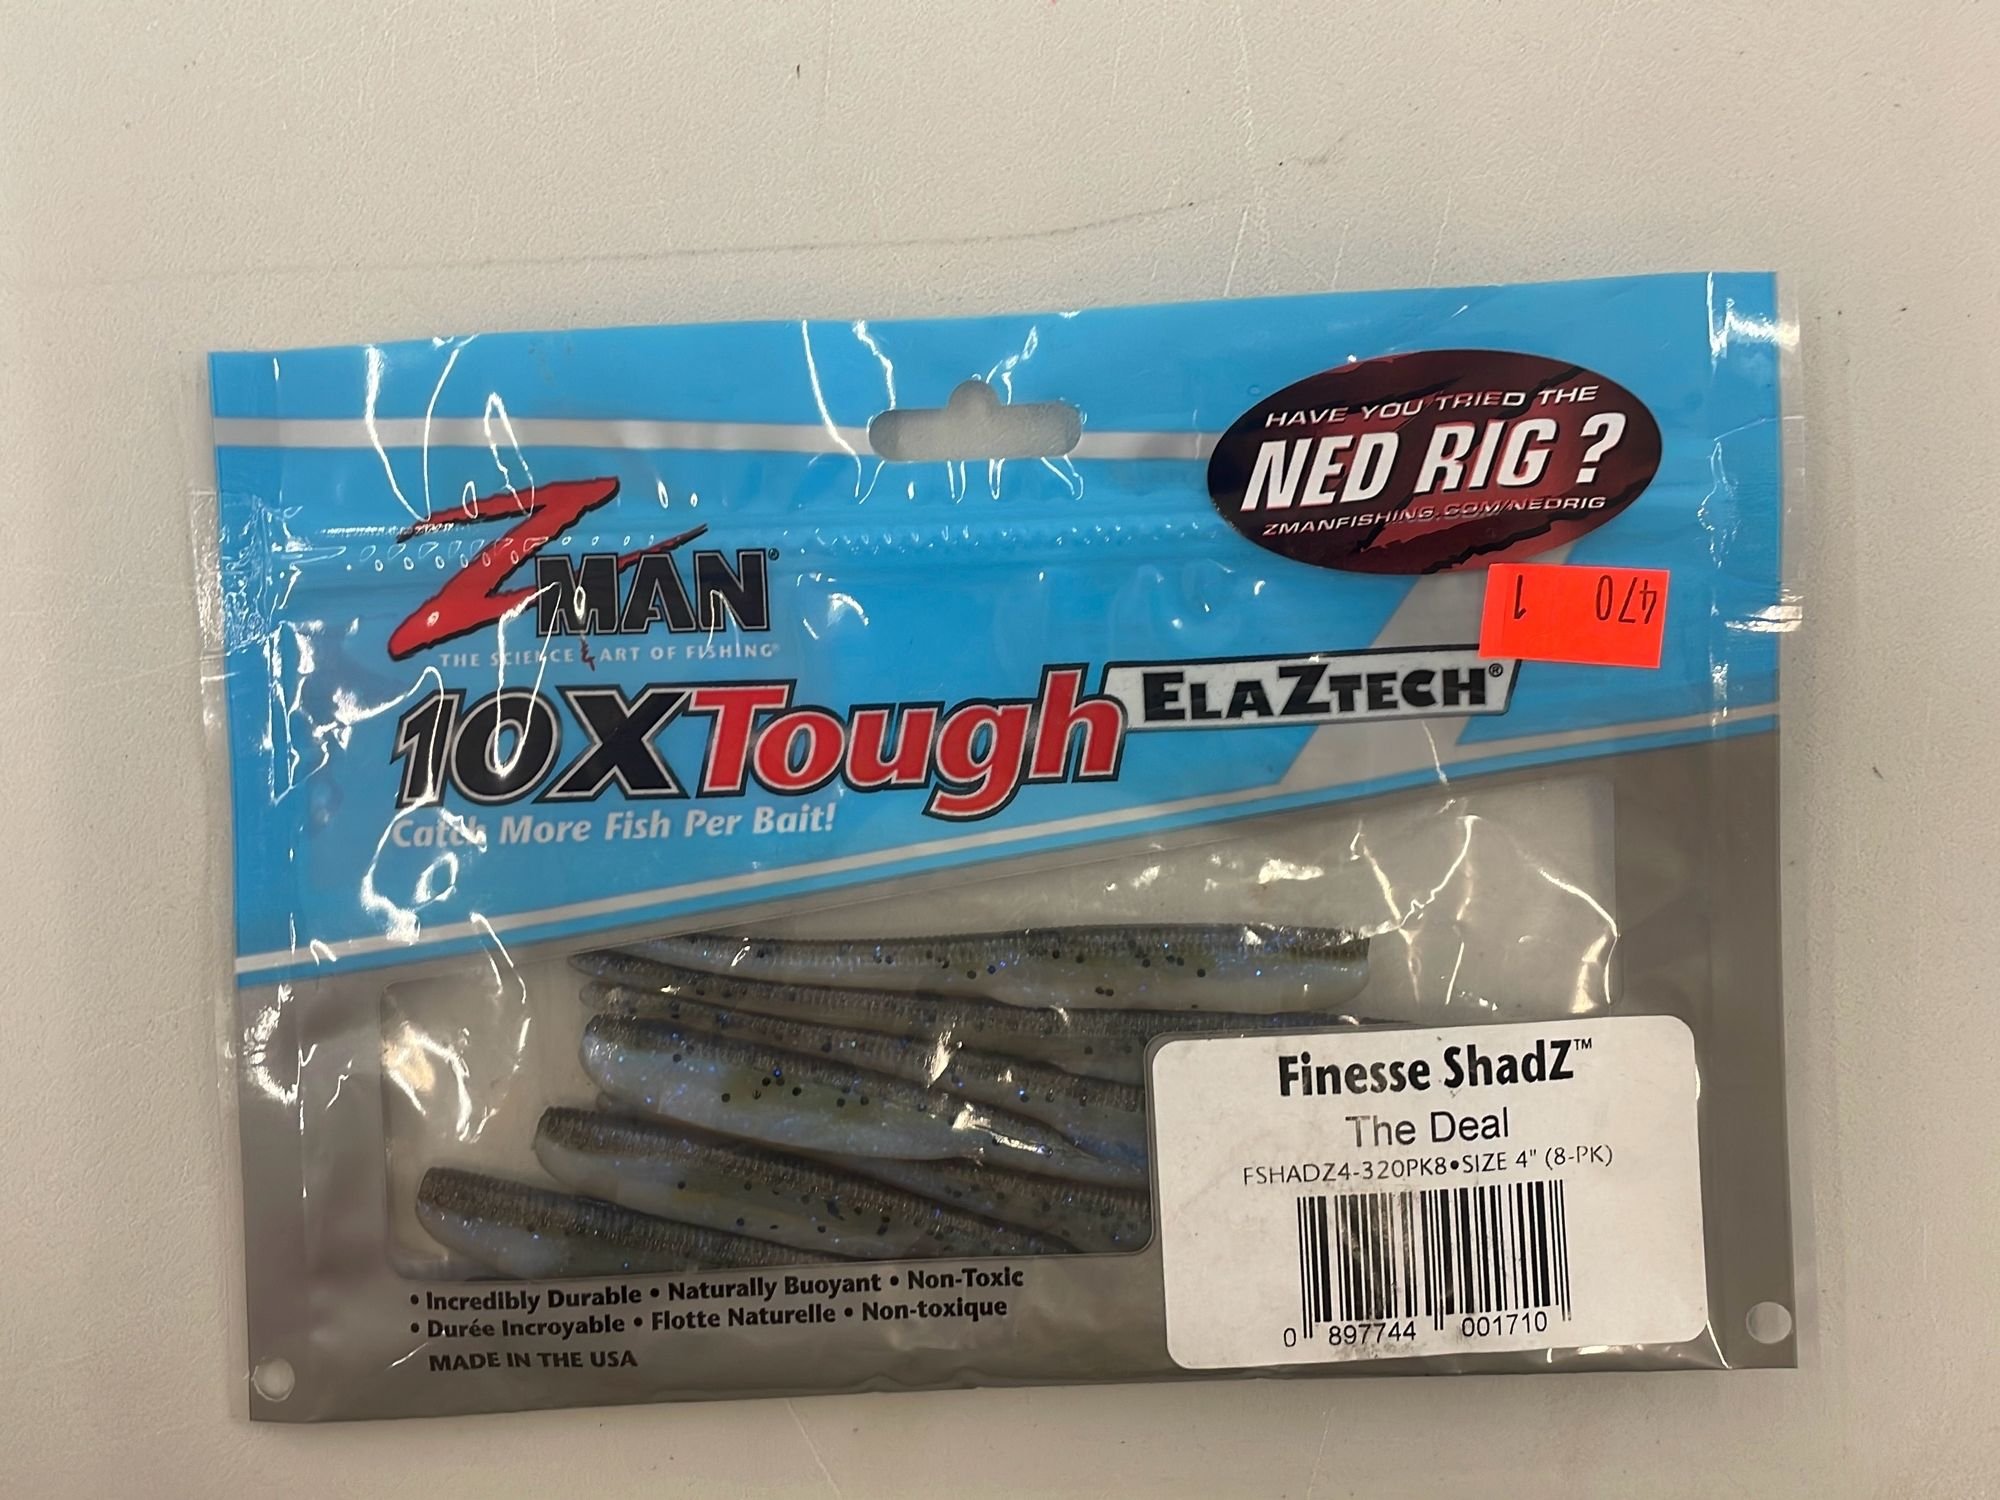 HAVE YOU TRIED THE
NED RIG ?
ZMANFISHING.COM/NEDRIG
ZMAN®
THE SCIENCE & ART OF FISHING®
470 1
10XTough ELAZTECH®
Catch More Fish Per Bait!
Finesse ShadZ™
The Deal
FSHADZ4-320PK8•SIZE 4" (8-PK)
0 897744 001710
• Incredibly Durable • Naturally Buoyant • Non-Toxic
• Durée Incroyable • Flotte Naturelle • Non-toxique
MADE IN THE USA